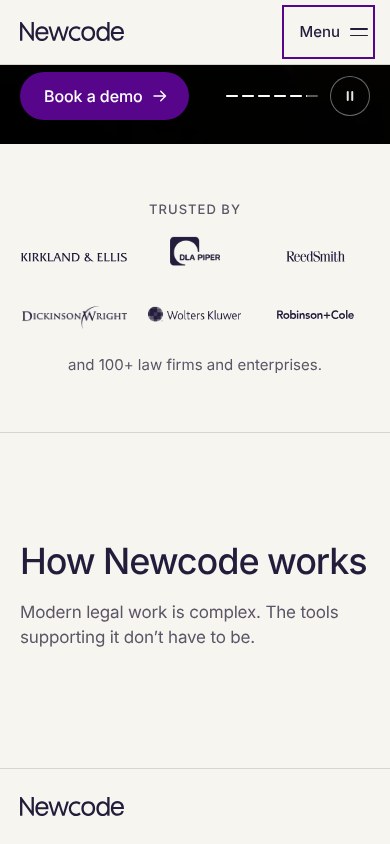 Newcode
Menu
Book a demo
TRUSTED BY
KIRKLAND & ELLIS
DLA PIPER
ReedSmith
DICKINSON WRIGHT
Wolters Kluwer
Robinson+Cole
and 100+ law firms and enterprises.
How Newcode works
Modern legal work is complex. The tools
supporting it don’t have to be.
Newcode